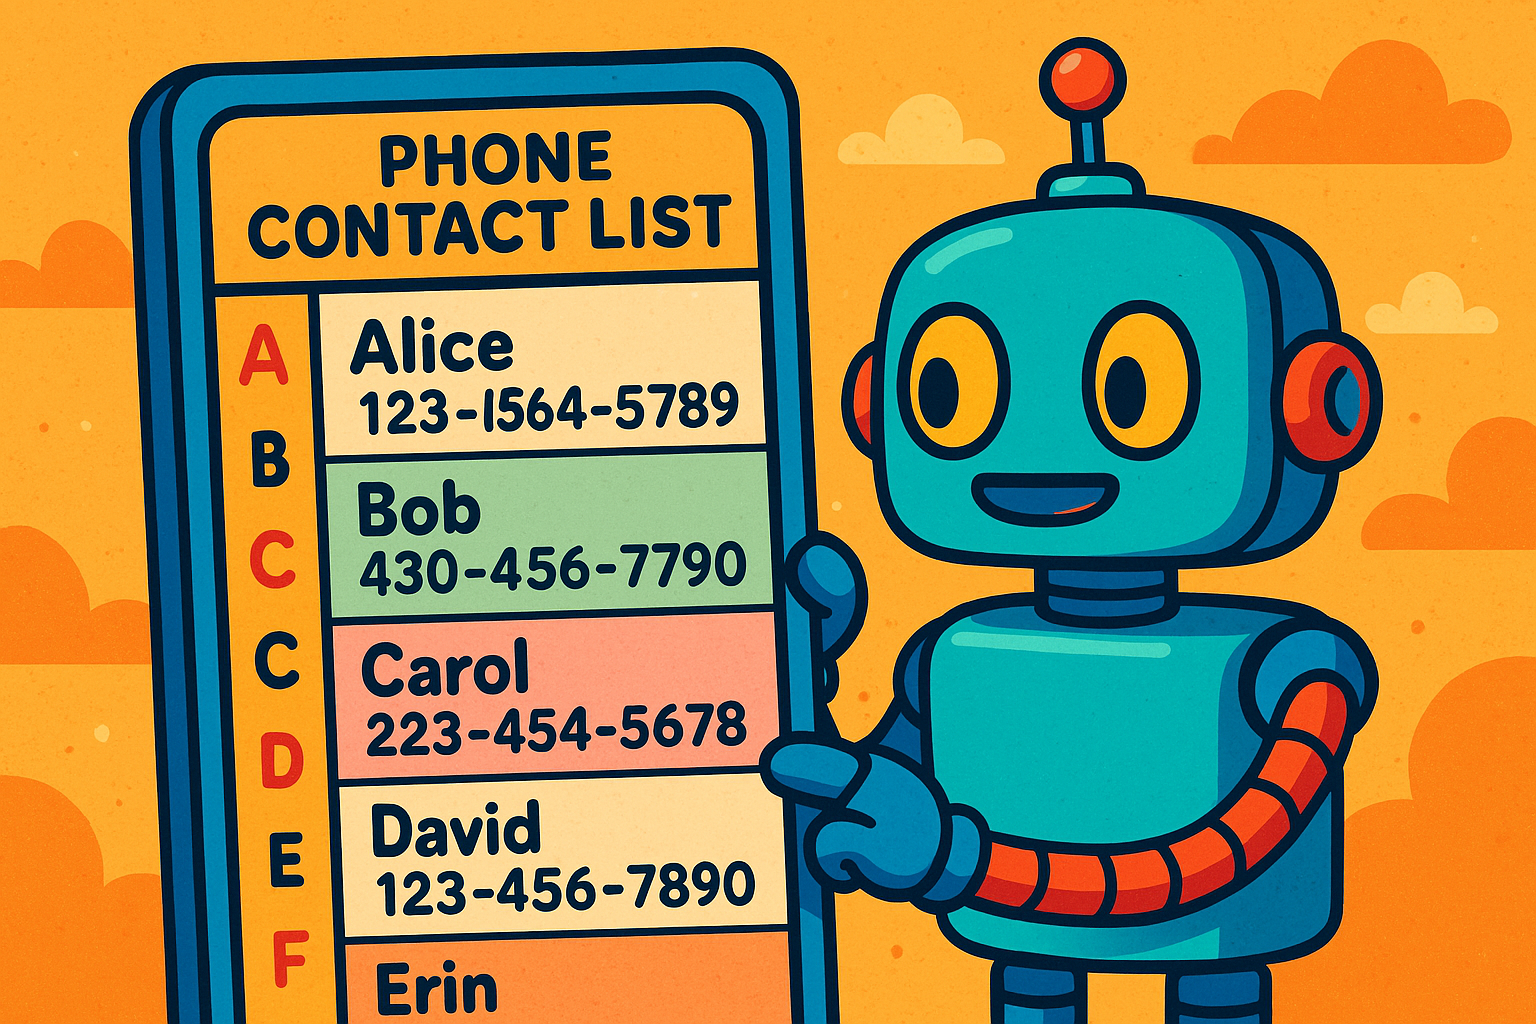 PHONE
CONTACT LIST
A
B
C
C
D
E
F
Alice
123-1564-5789
Bob
430-456-7790
Carol
223-454-5678
David
123-456-7890
Erin